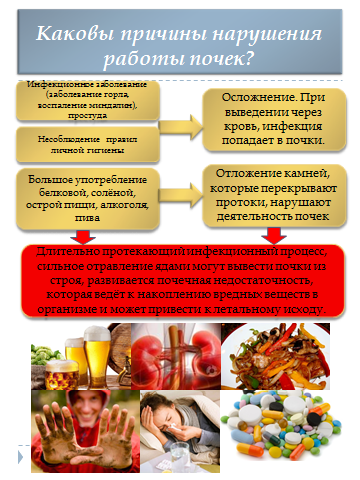 Каковы причины нарушения
работы почек?
Инфекционное заболевание
(заболевание горла,
воспаление миндалин),
простуда
Несоблюдение правил
личной гигиены
Осложнение. При
выведении через
кровь, инфекция
попадает в почки.
Большое употребление
белковой, солёной,
острой пищи, алкоголя,
пива
Отложение камней,
которые перекрывают
протоки, нарушают
деятельность почек
Длительно протекающий инфекционный процесс,
сильное отравление ядами могут вывести почки из
строя, развивается почечная недостаточность,
которая ведёт к накоплению вредных веществ в
организме и может привести к летальному исходу.